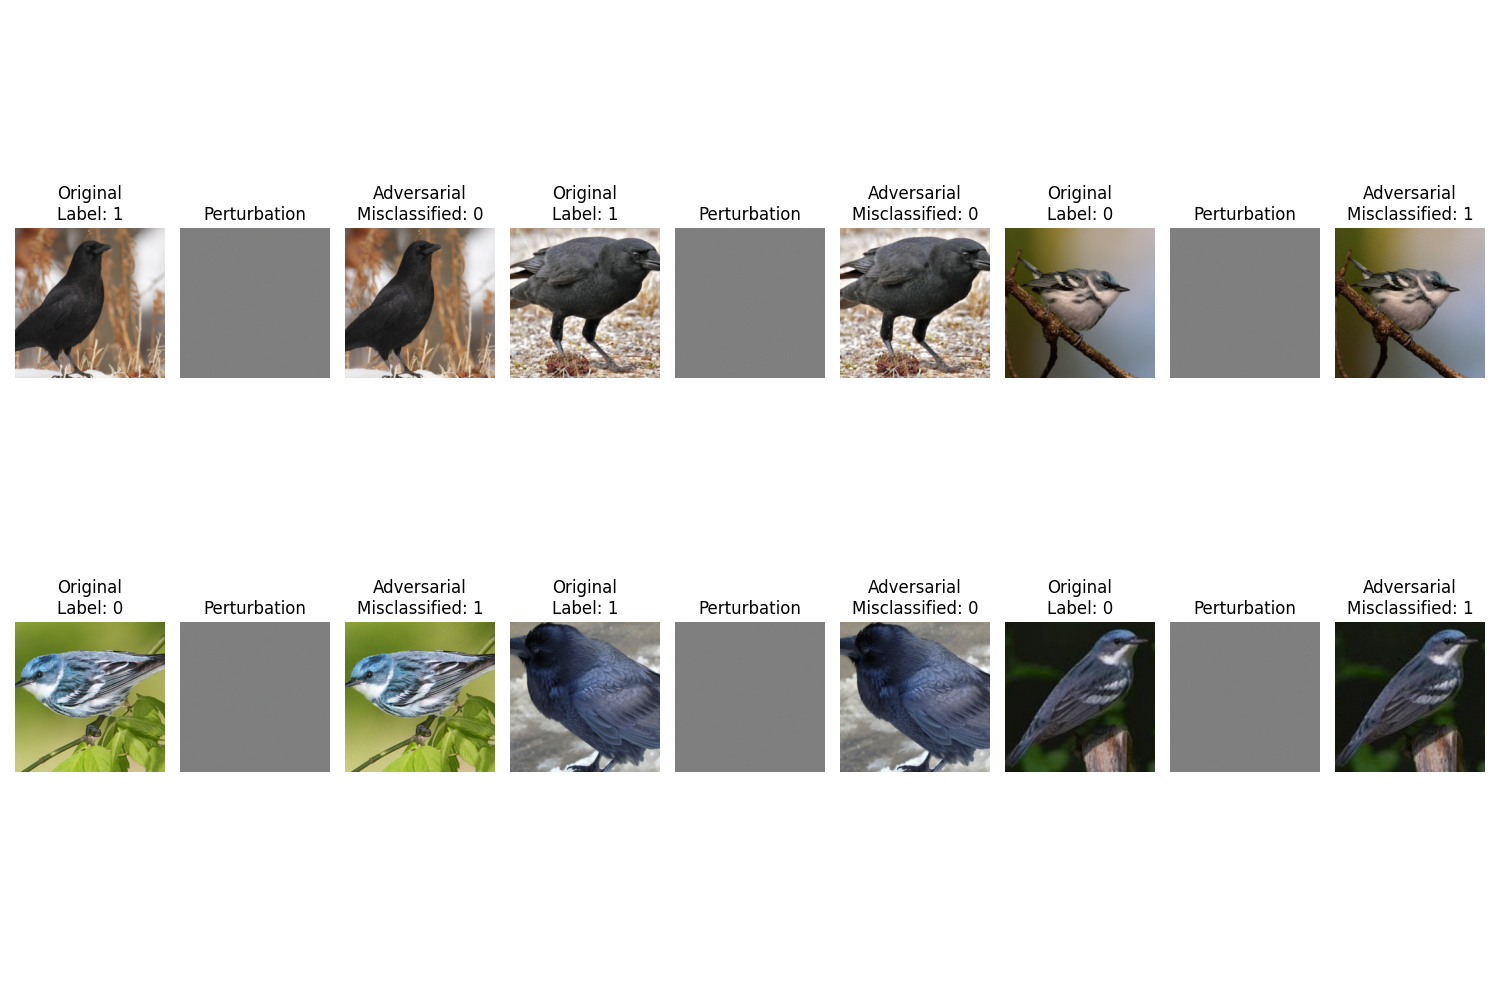 Original
Label: 1
Perturbation
Adversarial
Misclassified: 0
Original
Label: 1
Perturbation
Adversarial
Misclassified: 0
Original
Label: 0
Perturbation
Adversarial
Misclassified: 1
Original
Label: 0
Perturbation
Adversarial
Misclassified: 1
Original
Label: 1
Perturbation
Adversarial
Misclassified: 0
Original
Label: 0
Perturbation
Adversarial
Misclassified: 1